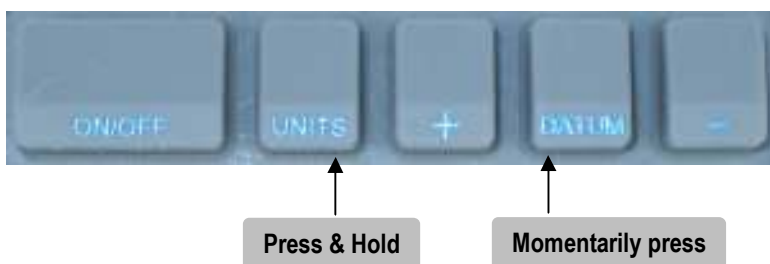 ON/OFF UNITS + DATUM -
Press & Hold Momentarily press